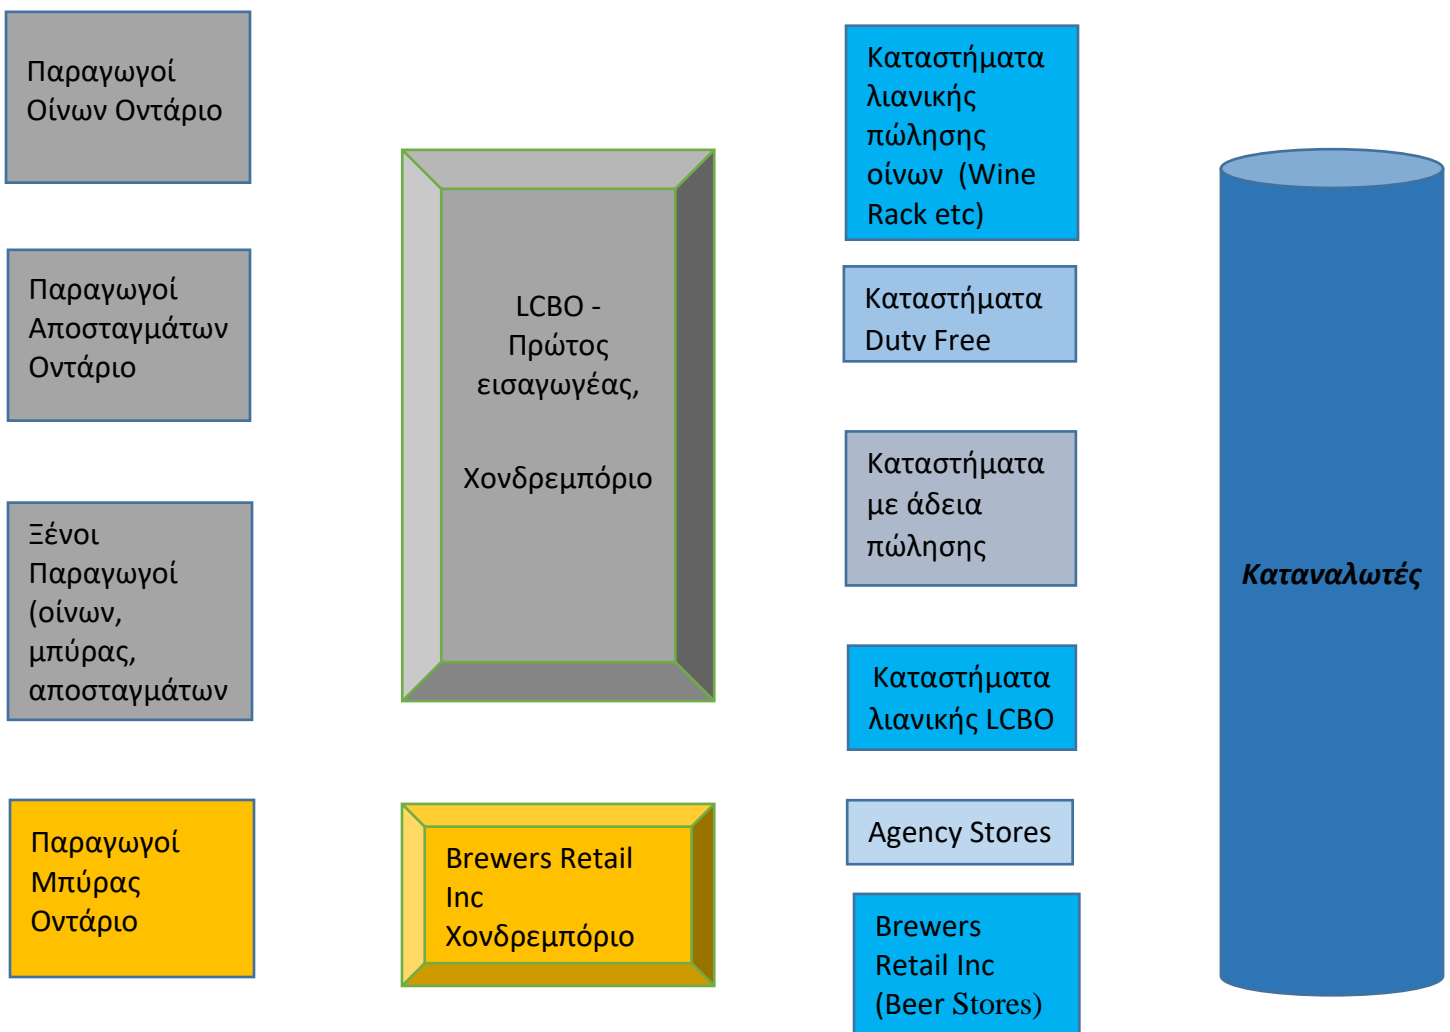 Παραγωγοί
Οίνων Οντάριο
Παραγωγοί
Αποσταγμάτων
Οντάριο
Ξένοι
Παραγωγοί
(οίνων,
μπύρας,
αποσταγμάτων
Παραγωγοί
Μπύρας
Οντάριο
LCBO -
Πρώτος
εισαγωγέας,
Χονδρεμπόριο
Brewers Retail
Inc
Χονδρεμπόριο
Καταστήματα
λιανικής
πώλησης
οίνων  (Wine
Rack etc)
Καταστήματα
Duty Free
Καταστήματα
με άδεια
πώλησης
Καταστήματα
λιανικής LCBO
Agency Stores
Brewers
Retail Inc
(Beer Stores)
Καταναλωτές